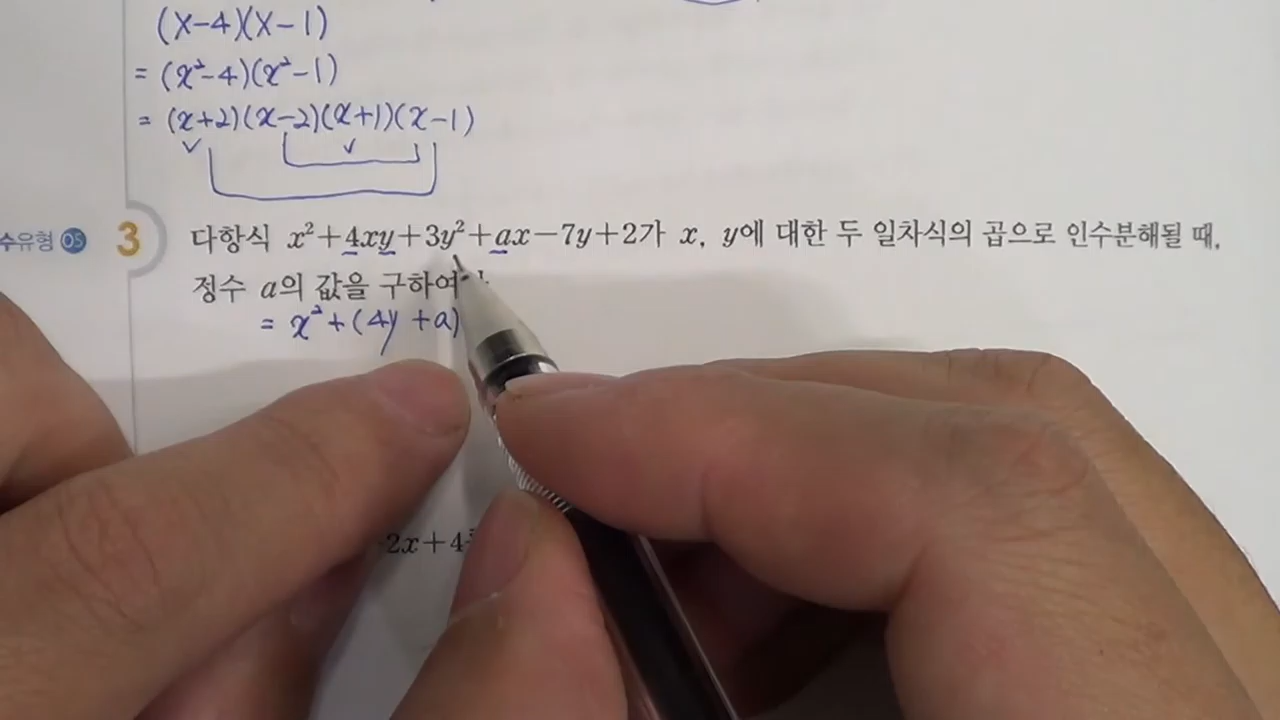 (X-4)(X-1)
= (x²-4)(x²-1)
= (x+2)(x-2)(x+1)(x-1)
수유형 05 3 다항식 x²+4xy+3y²+ax-7y+2가 x, y에 대한 두 일차식의 곱으로 인수분해될 때,
정수 a의 값을 구하여
= x²+(4y+a)
2x+4